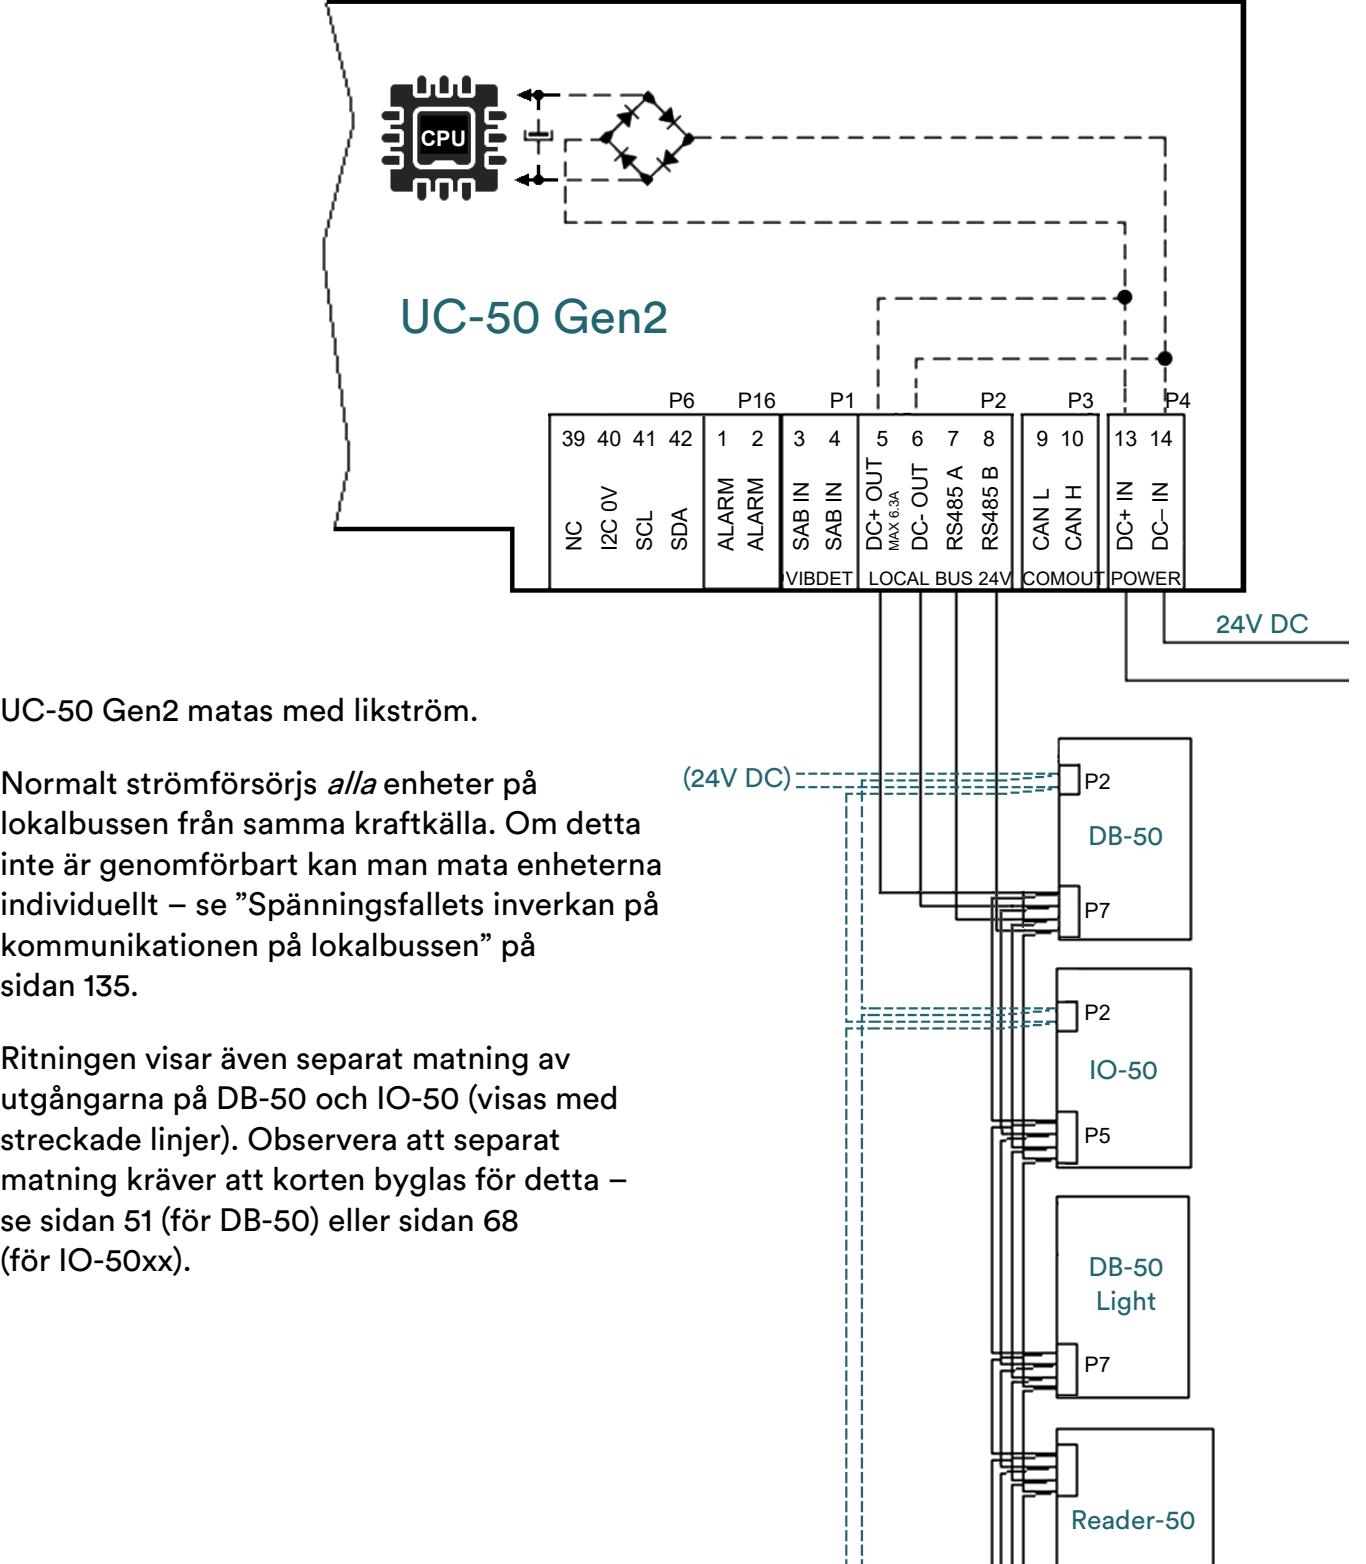 CPU
UC-50 Gen2
P6 P16 P1 P2 P3 P4
39 40 41 42 1 2 3 4 5 6 7 8 9 10 13 14
NC
I2C 0V
SCL
SDA
ALARM
ALARM
SAB IN
SAB IN
DC+ OUT
MAX 6.3A
DC- OUT
RS485 A
RS485 B
CAN L
CAN H
DC+ IN
DC– IN
VIBDET LOCAL BUS 24V COMOUT POWER
24V DC
UC-50 Gen2 matas med likström.
Normalt strömförsörjs alla enheter på
lokalbussen från samma kraftkälla. Om detta
inte är genomförbart kan man mata enheterna
individuellt – se ”Spänningsfallets inverkan på
kommunikationen på lokalbussen” på
sidan 135.
Ritningen visar även separat matning av
utgångarna på DB-50 och IO-50 (visas med
streckade linjer). Observera att separat
matning kräver att korten byglas för detta –
se sidan 51 (för DB-50) eller sidan 68
(för IO-50xx).
(24V DC)
P2
DB-50
P7
P2
IO-50
P5
DB-50
Light
P7
Reader-50